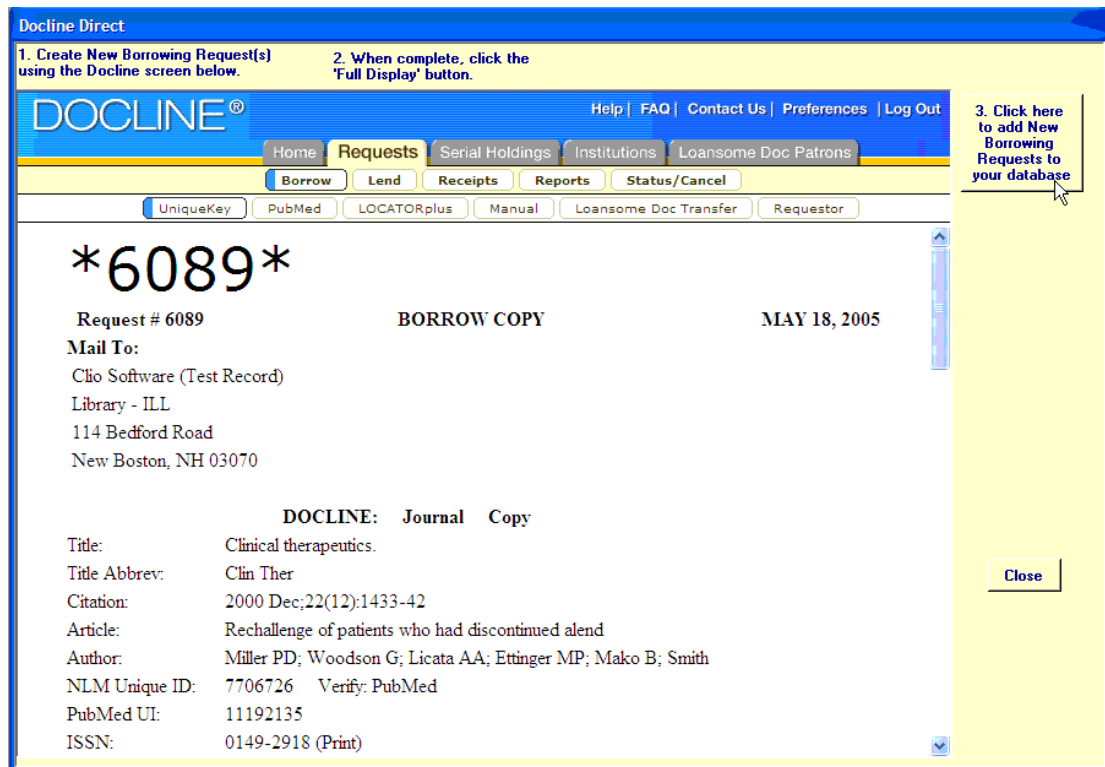 Docline Direct
1. Create New Borrowing Request(s)
using the Docline screen below.
2. When complete, click the
'Full Display' button.
DOCLINE®
Help | FAQ | Contact Us | Preferences | Log Out
3. Click here
to add New
Borrowing
Requests to
your database
Home Requests Serial Holdings Institutions Loansome Doc Patrons
Borrow Lend Receipts Reports Status/Cancel
UniqueKey PubMed LOCATORplus Manual Loansome Doc Transfer Requestor
*6089*
Request # 6089 BORROW COPY MAY 18, 2005
Mail To:
Clio Software (Test Record)
Library - ILL
114 Bedford Road
New Boston, NH 03070
DOCLINE: Journal Copy
Title: Clinical therapeutics.
Title Abbrev: Clin Ther
Citation: 2000 Dec;22(12):1433-42
Article: Rechallenge of patients who had discontinued alend
Author: Miller PD; Woodson G; Licata AA; Ettinger MP; Mako B; Smith
NLM Unique ID: 7706726 Verify: PubMed
PubMed UI: 11192135
ISSN: 0149-2918 (Print)
Close